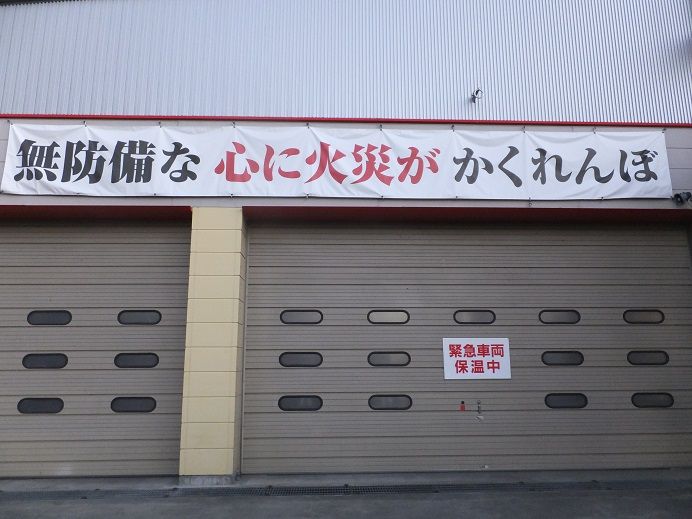 無防備な 心に火災が かくれんぼ
緊急車両
保温中